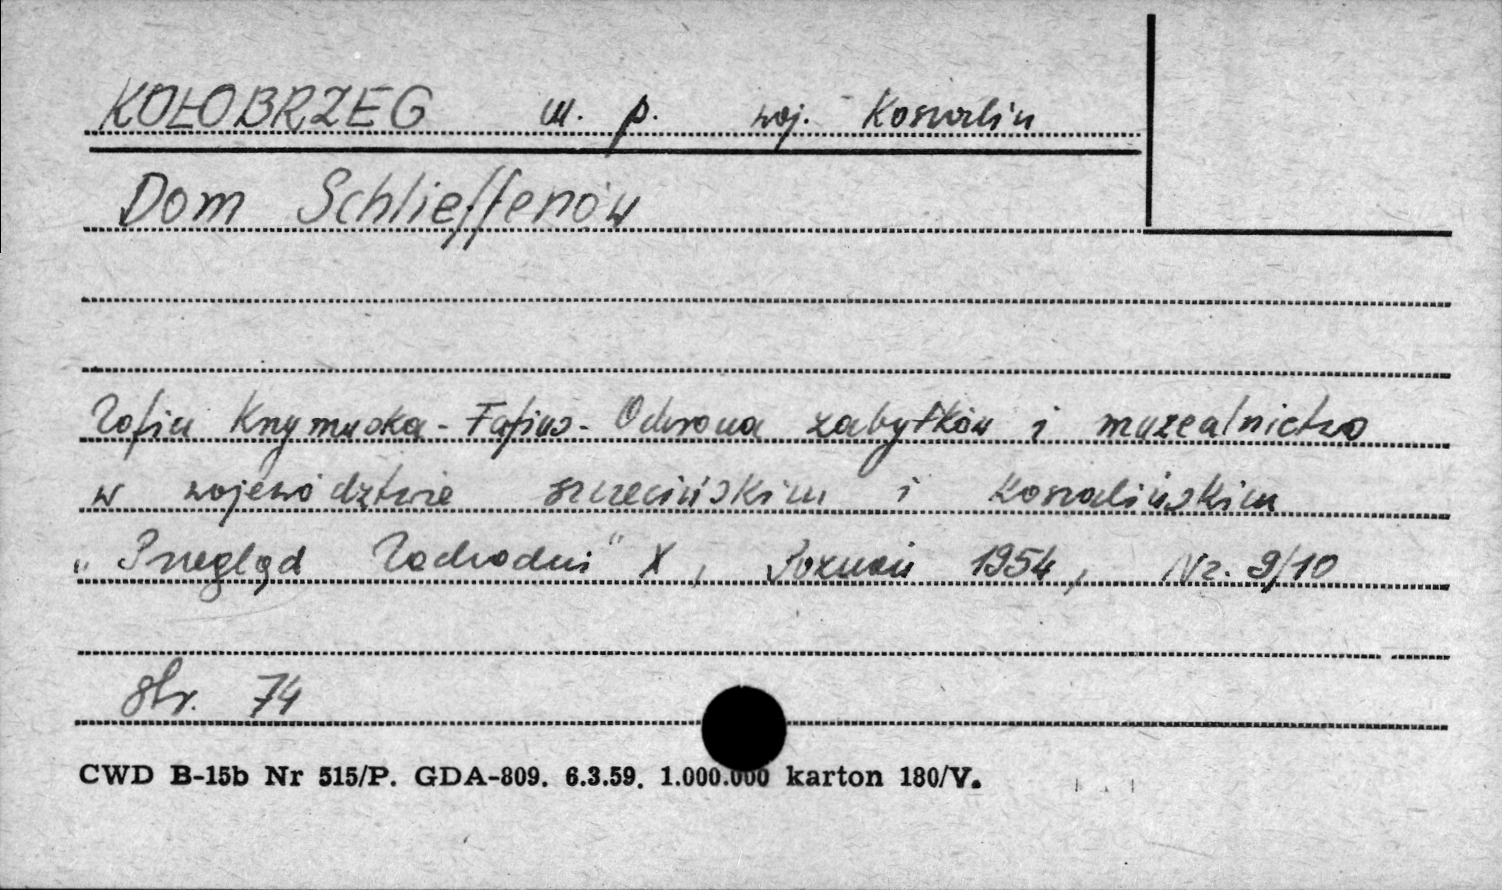 KOŁOBRZEG m. p. woj. Koszalin
Dom Schlieffenów
Zofia Krzymuska-Fafius- Ochrona zabytków i muzealnictwo
w województwie szczecińskim i koszalińskim
„Przegląd Zachodni" X, Poznań 1954, Nr. 9/10
str. 74
CWD B-15b Nr 515/P. GDA-809. 6.3.59. 1.000.000 karton 180/V.